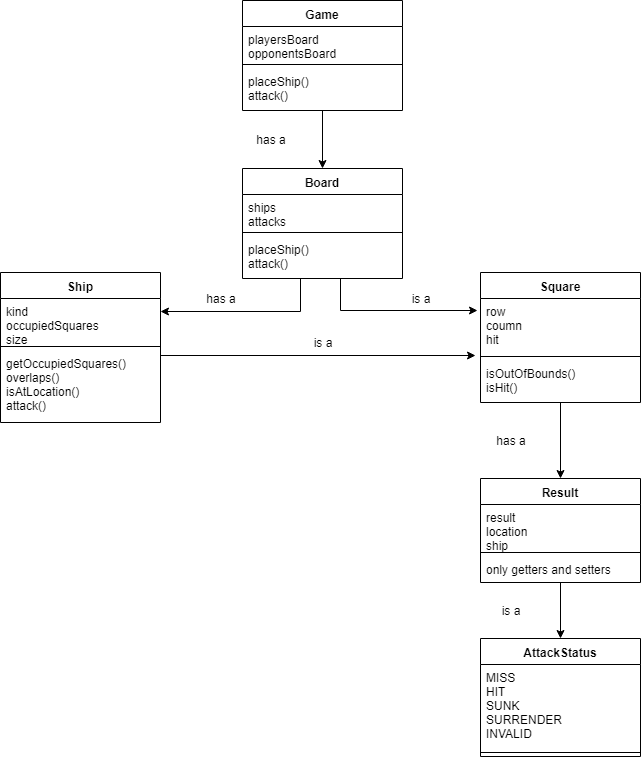 Game
playersBoard
opponentsBoard
placeShip()
attack()
has a
Board
ships
attacks
placeShip()
attack()
has a
is a
Ship
kind
occupiedSquares
size
getOccupiedSquares()
overlaps()
isAtLocation()
attack()
is a
Square
row
coumn
hit
isOutOfBounds()
isHit()
has a
Result
result
location
ship
only getters and setters
is a
AttackStatus
MISS
HIT
SUNK
SURRENDER
INVALID